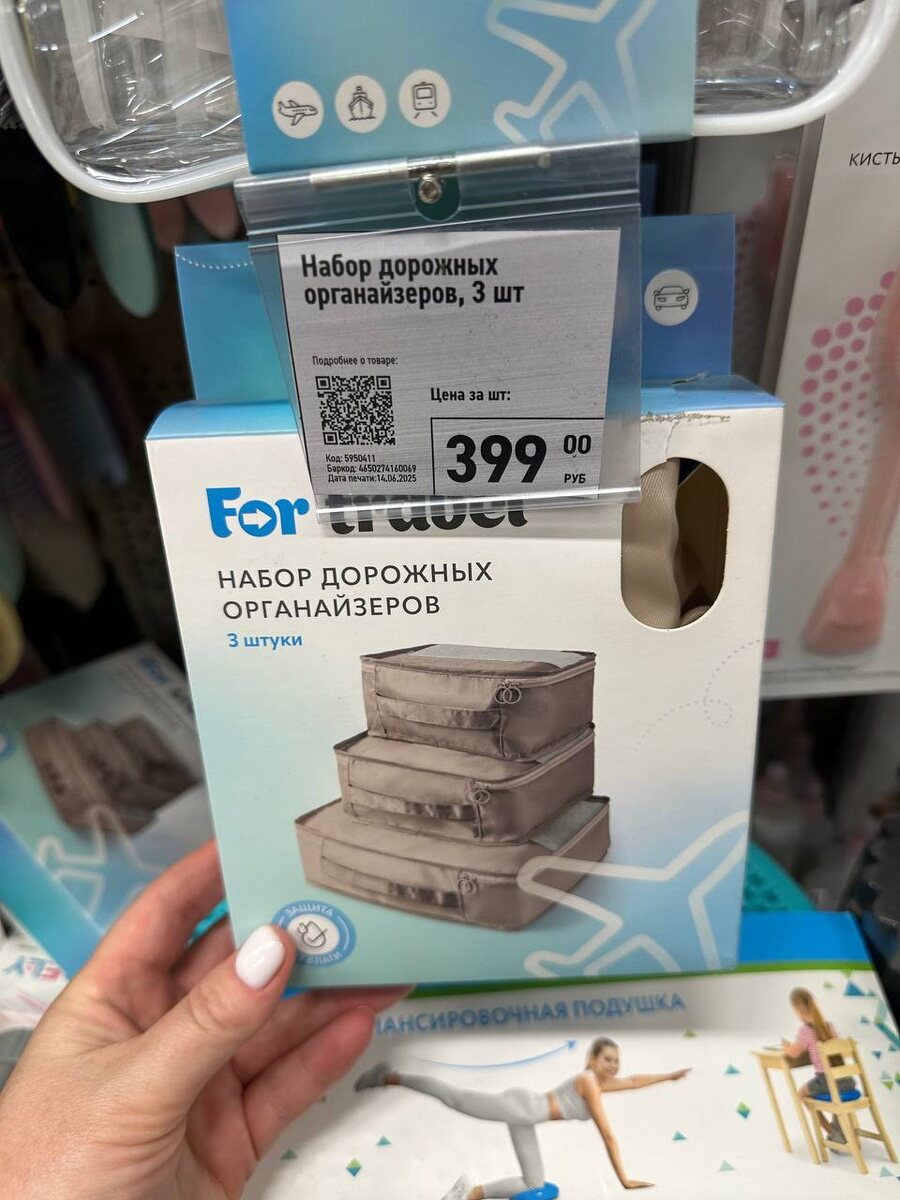 КИСТЬ
Набор дорожных
органайзеров, 3 шт
Подробнее о товаре:
Цена за шт:
399 00
РУБ
Код: 5950411
Баркод: 4650274160069
Дата печати:14.06.2025
For travel
НАБОР ДОРОЖНЫХ
ОРГАНАЙЗЕРОВ
3 штуки
ЗАЩИТА
ПОДУШКА